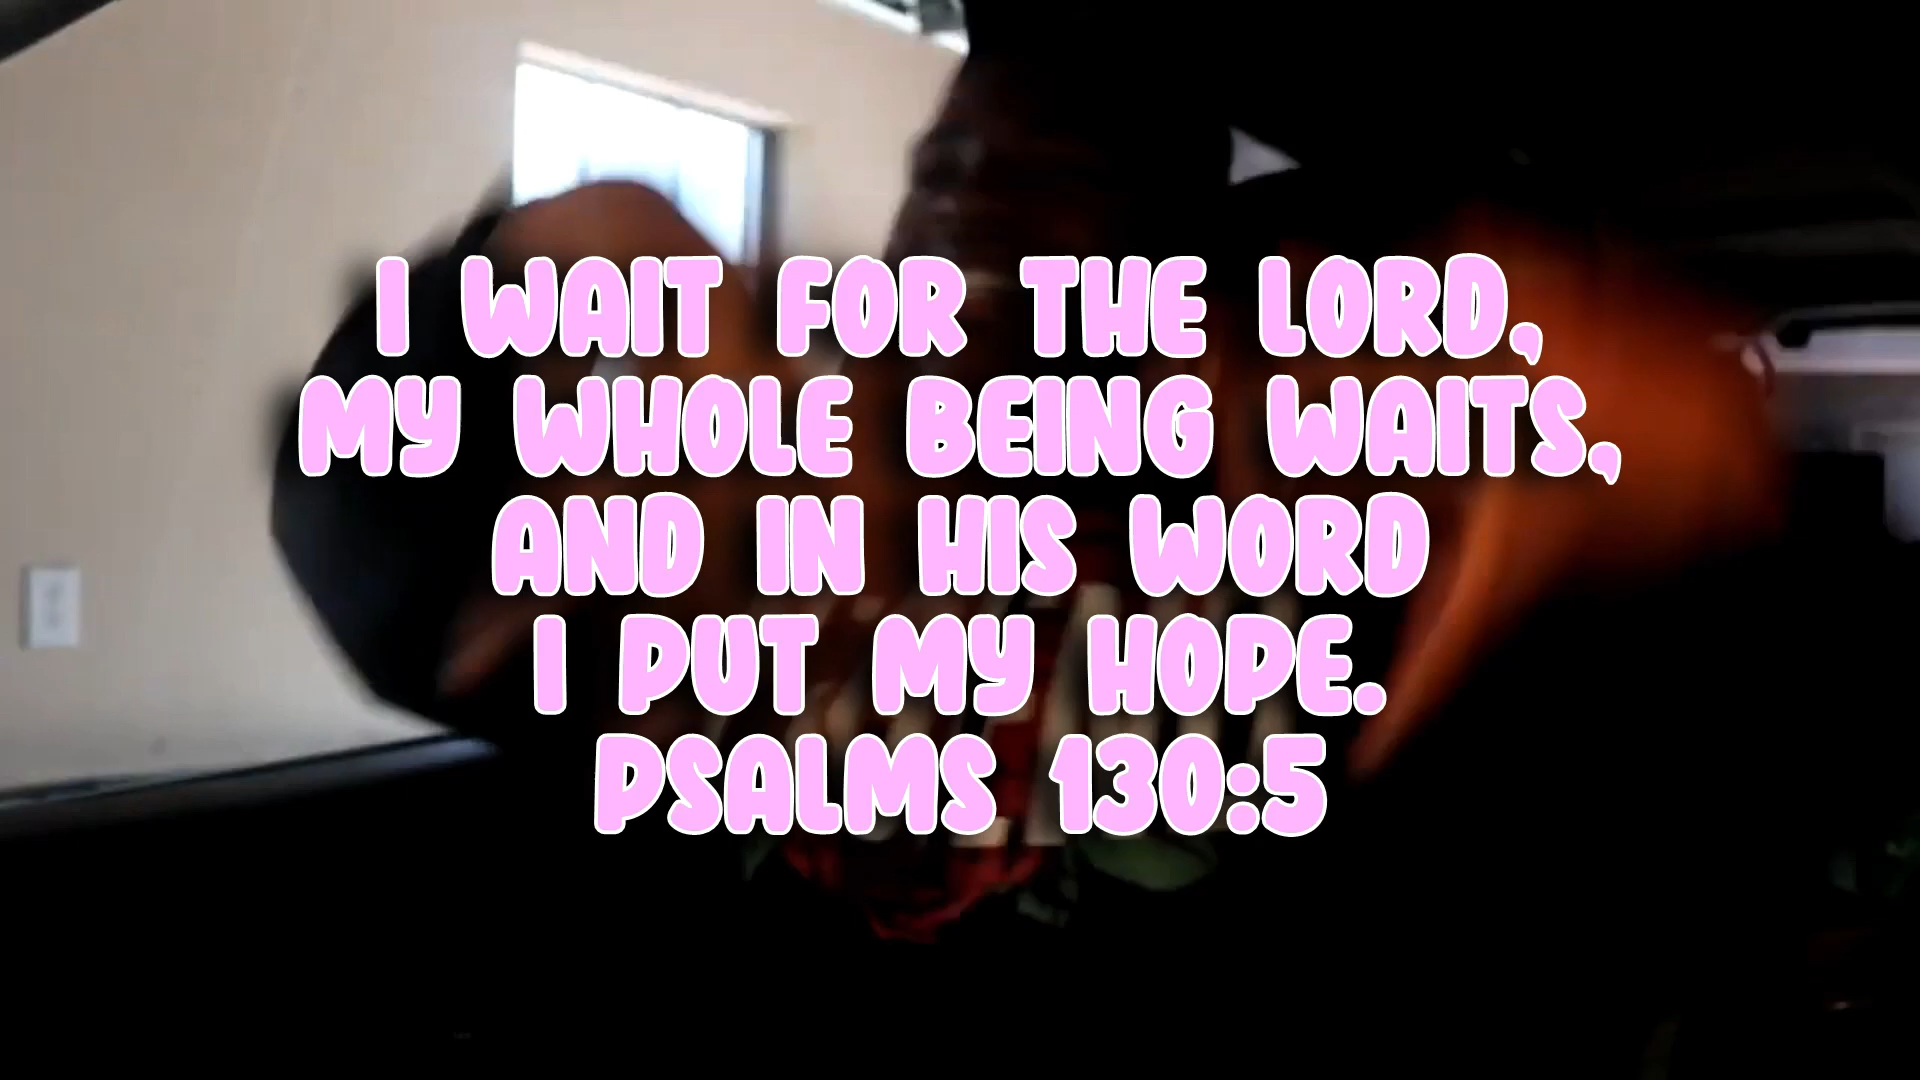 I WAIT FOR THE LORD,
MY WHOLE BEING WAITS,
AND IN HIS WORD
I PUT MY HOPE.
PSALMS 130:5